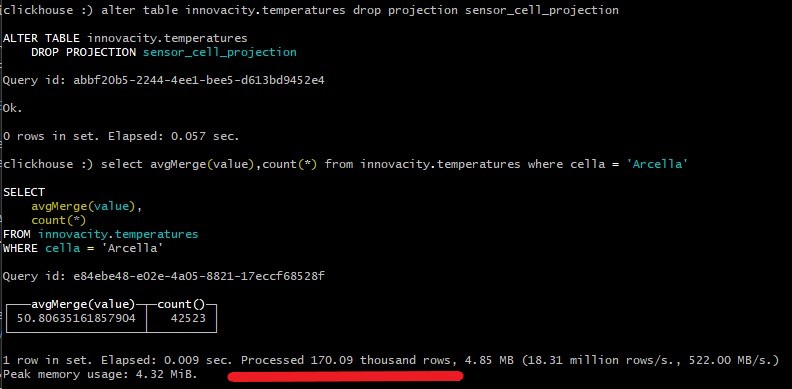 clickhouse :) alter table innovacity.temperatures drop projection sensor_cell_projection
ALTER TABLE innovacity.temperatures
DROP PROJECTION sensor_cell_projection
Query id: abbf20b5-2244-4ee1-bee5-d613bd9452e4
Ok.
0 rows in set. Elapsed: 0.057 sec.
clickhouse :) select avgMerge(value),count(*) from innovacity.temperatures where cella = 'Arcella'
SELECT
avgMerge(value),
count(*)
FROM innovacity.temperatures
WHERE cella = 'Arcella'
Query id: e84ebe48-e02e-4a05-8821-17eccf68528f
avgMerge(value) count()
50.80635161857904 42523
1 row in set. Elapsed: 0.009 sec. Processed 170.09 thousand rows, 4.85 MB (18.31 million rows/s., 522.00 MB/s.)
Peak memory usage: 4.32 MiB.